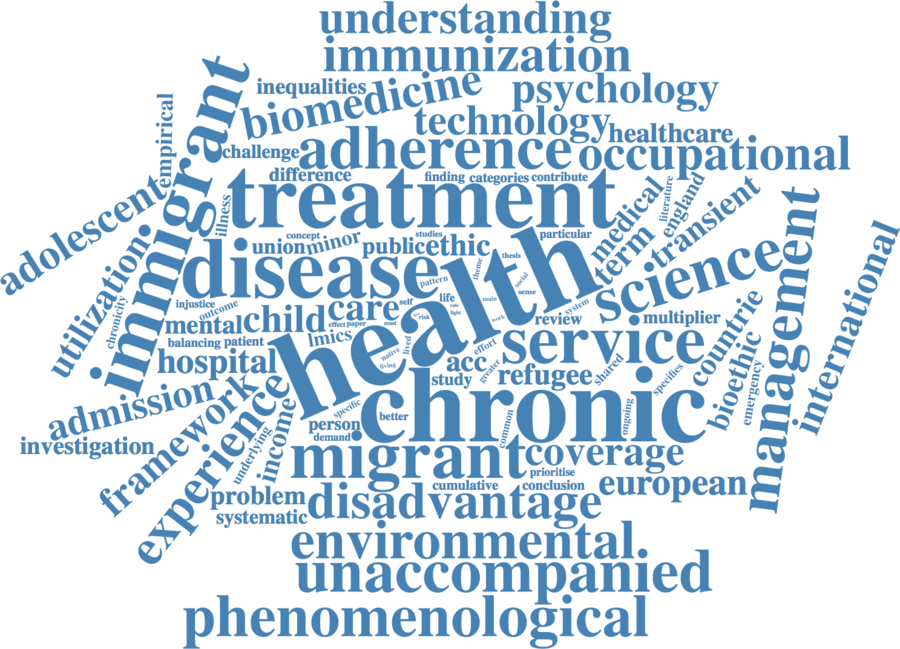 understanding
immunization
inequalities
biomedicine
psychology
technology
healthcare
empirical
immigrant
challenge
adherence
occupational
difference
finding
categories
contribute
treatment
adolescent
illness
medical
literature
england
transient
concept
studies
particular
union
minor
public
ethic
term
disease
health
science
management
international
utilization
chronicity
pattern
theme
thesis
social
injustice
outcome
self
life
main
sense
mental
child
care
effect
paper
most
risk
light
work
system
review
multiplier
balancing
patient
lmics
lived
native
living
service
countrie
hospital
acc
effort
greater
study
refugee
shared
specifies
bioethic
emergency
admission
framework
experience
income
specific
better
chronic
common
ongoing
investigation
underlying
person
demand
migrant
coverage
prioritise
problem
cumulative
conclusion
european
systematic
disadvantage
environmental
unaccompanied
phenomenological